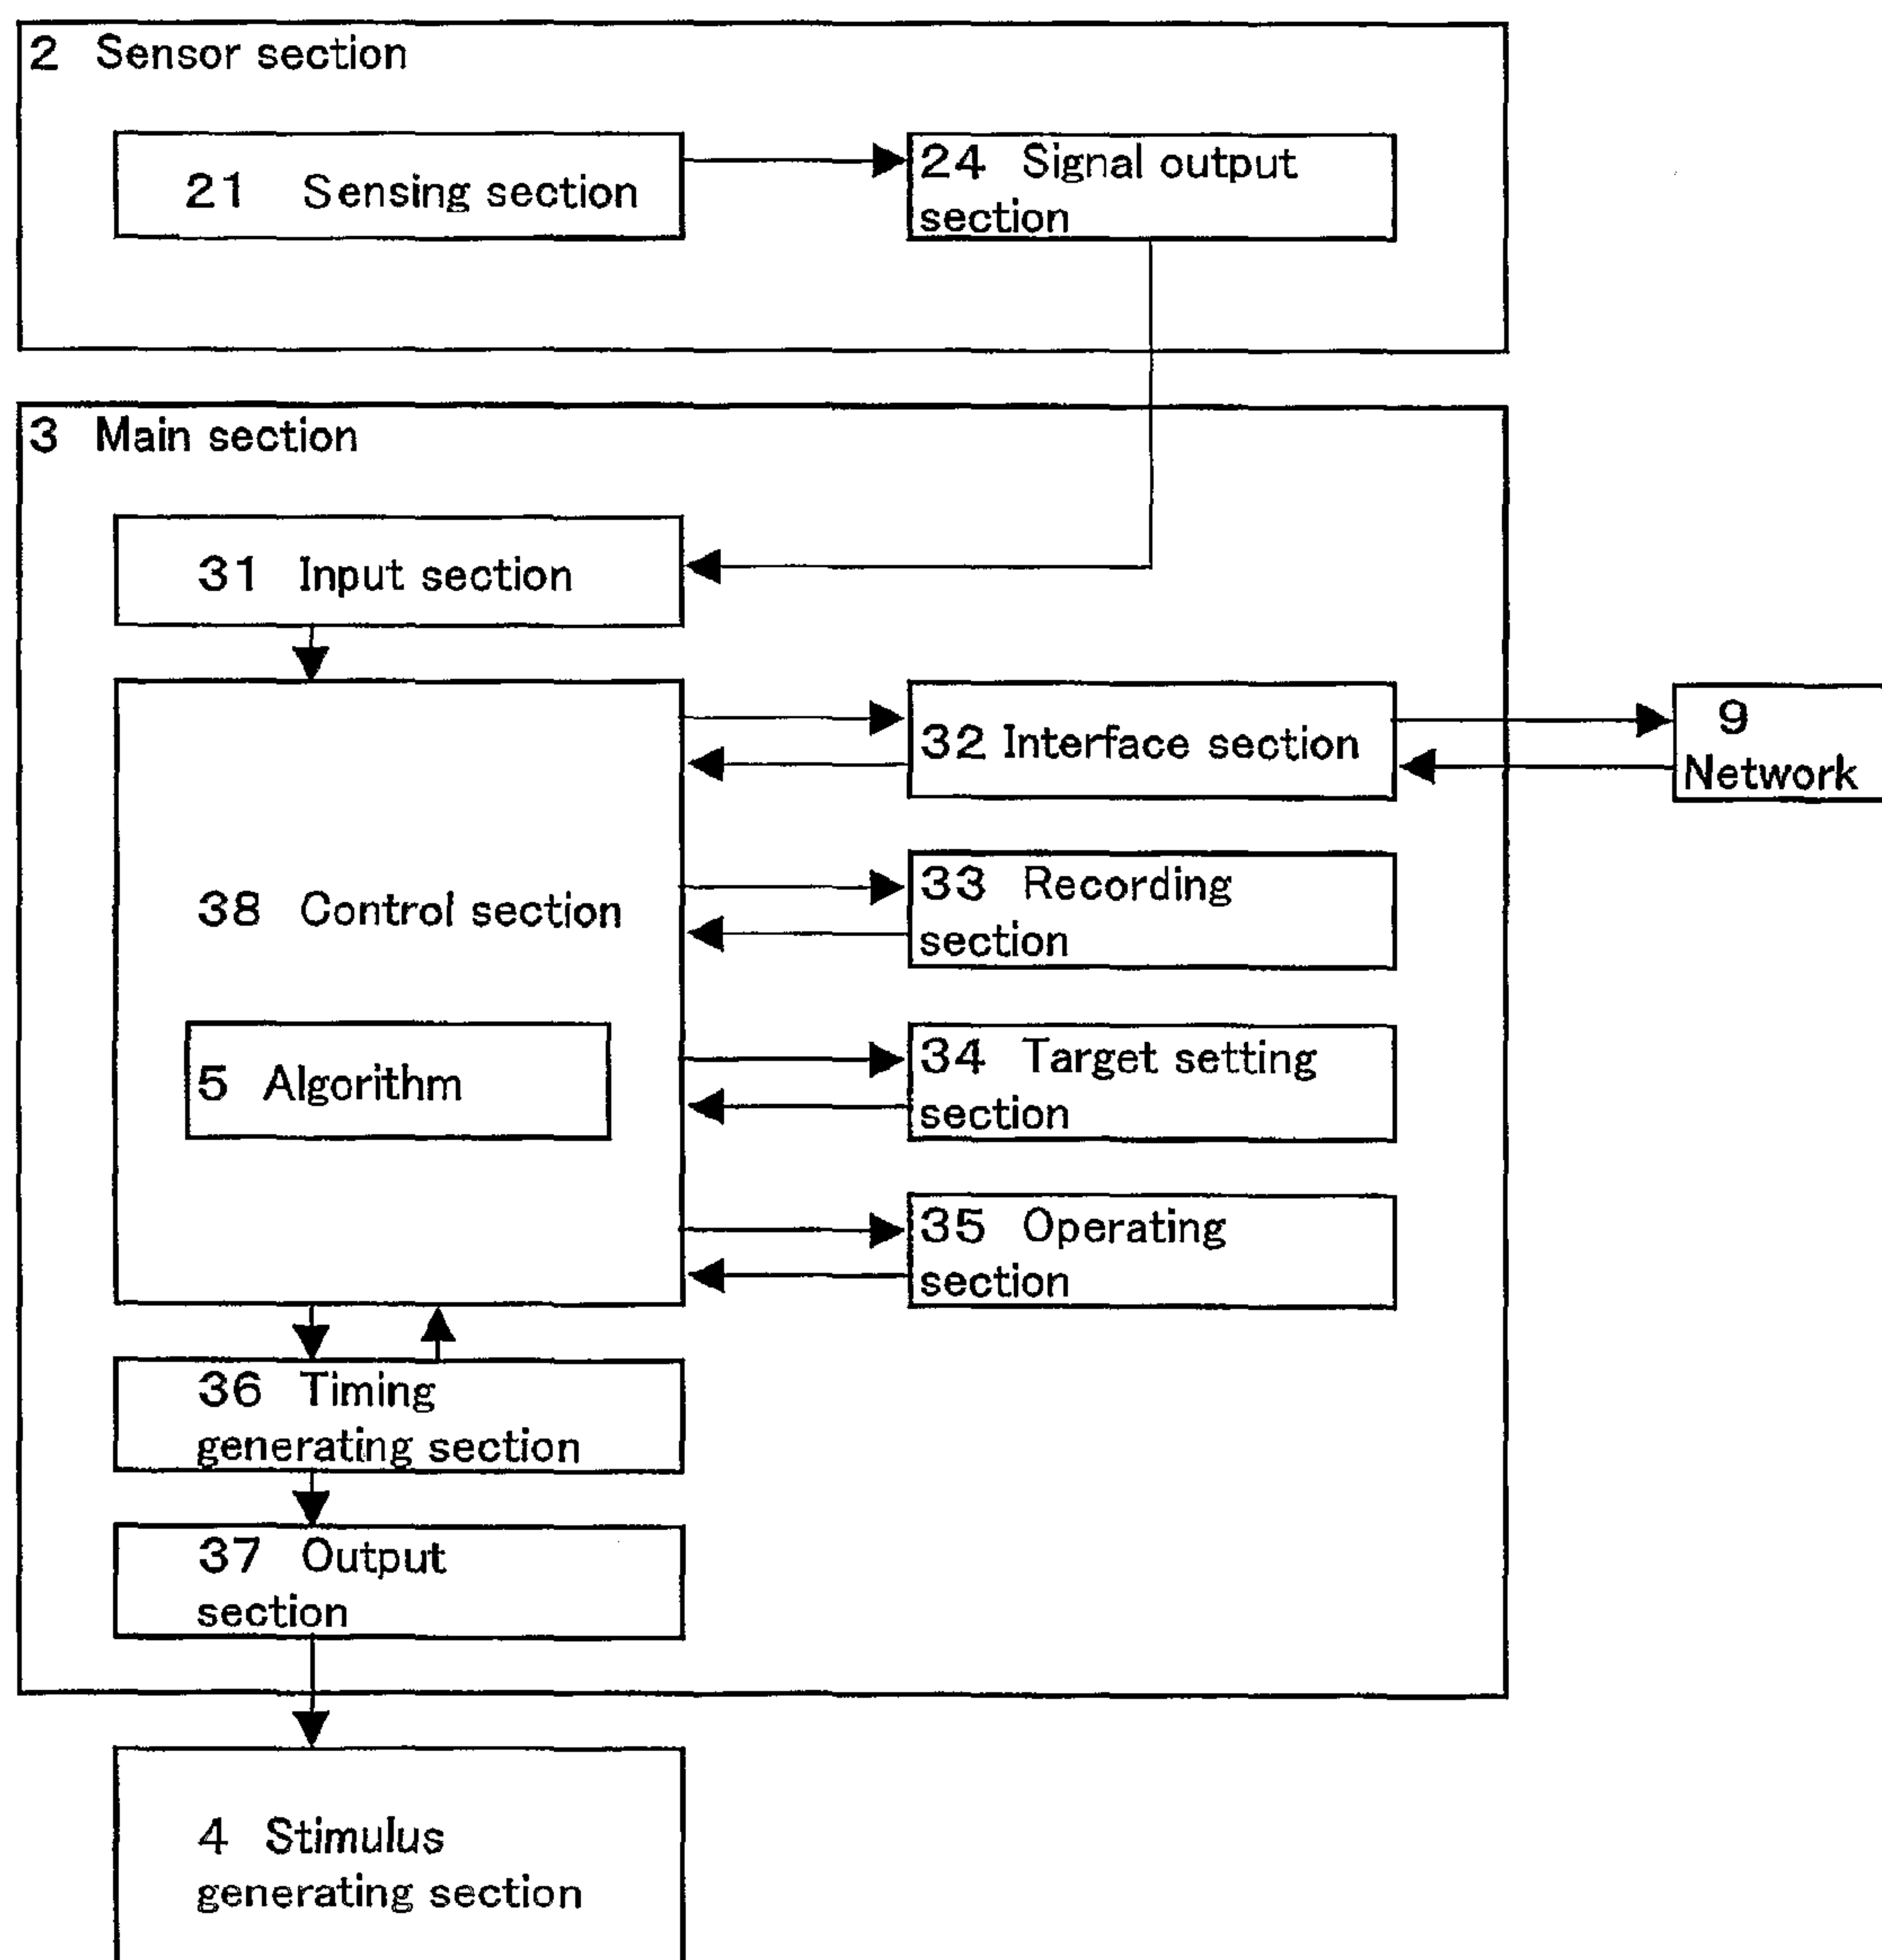 2 Sensor section
21 Sensing section
24 Signal output
section
3 Main section
31 Input section
32 Interface section
9
Network
38 Control section
33 Recording
section
5 Algorithm
34 Target setting
section
35 Operating
section
36 Timing
generating section
37 Output
section
4 Stimulus
generating section